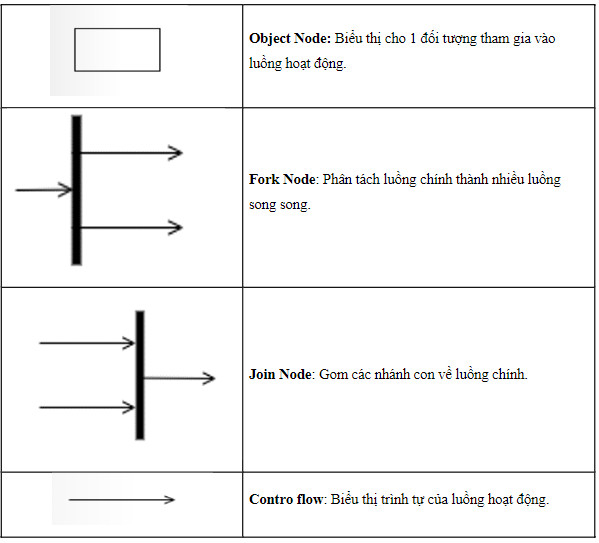 Object Node: Biểu thị cho 1 đối tượng tham gia vào
luồng hoạt động.
Fork Node: Phân tách luồng chính thành nhiều luồng
song song.
Join Node: Gom các nhánh con về luồng chính.
Contro flow: Biểu thị trình tự của luồng hoạt động.